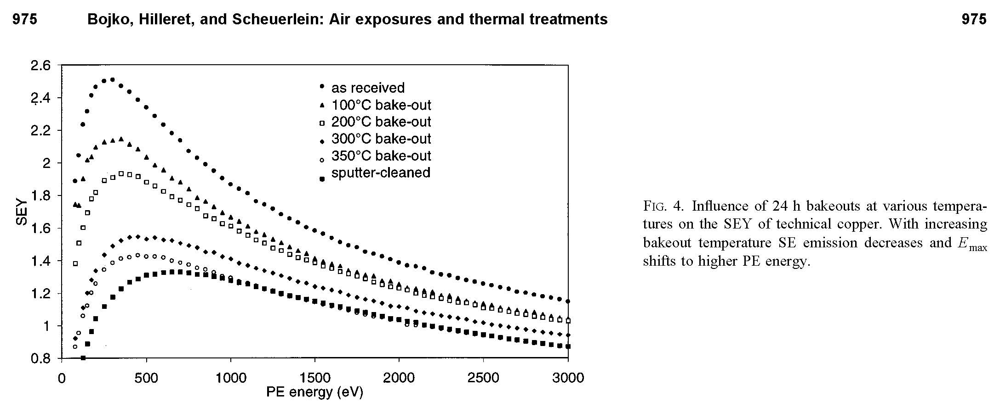 975 Bojko, Hilleret, and Scheuerlein: Air exposures and thermal treatments 975
2.6
2.4
2.2
2
1.8
1.6
1.4
1.2
1
0.8
SEY
as received
100°C bake-out
200°C bake-out
300°C bake-out
350°C bake-out
sputter-cleaned
0 500 1000 1500 2000 2500 3000
PE energy (eV)
FIG. 4. Influence of 24 h bakeouts at various tempera-
tures on the SEY of technical copper. With increasing
bakeout temperature SE emission decreases and Emax
shifts to higher PE energy.